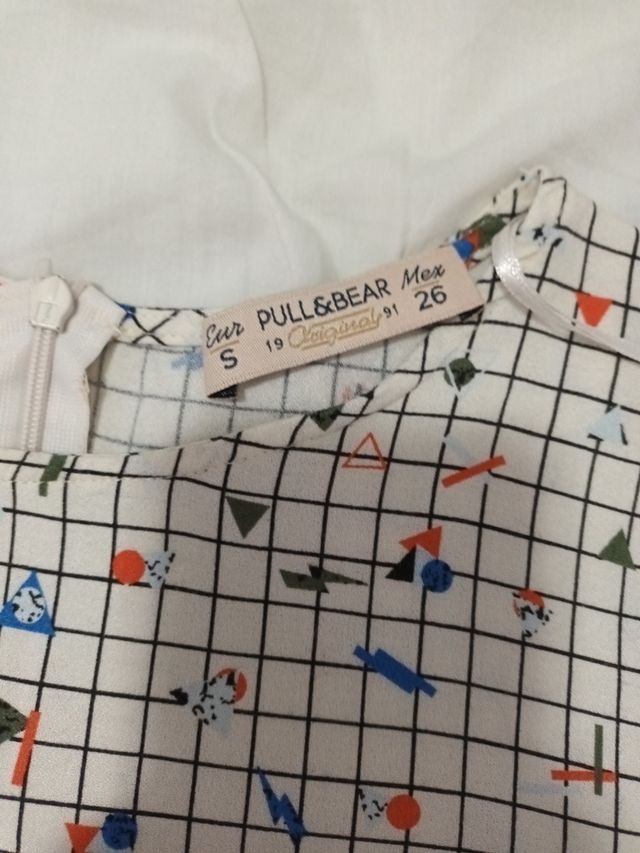 Eur PULL&BEAR Mex
S 19 Original 91 26